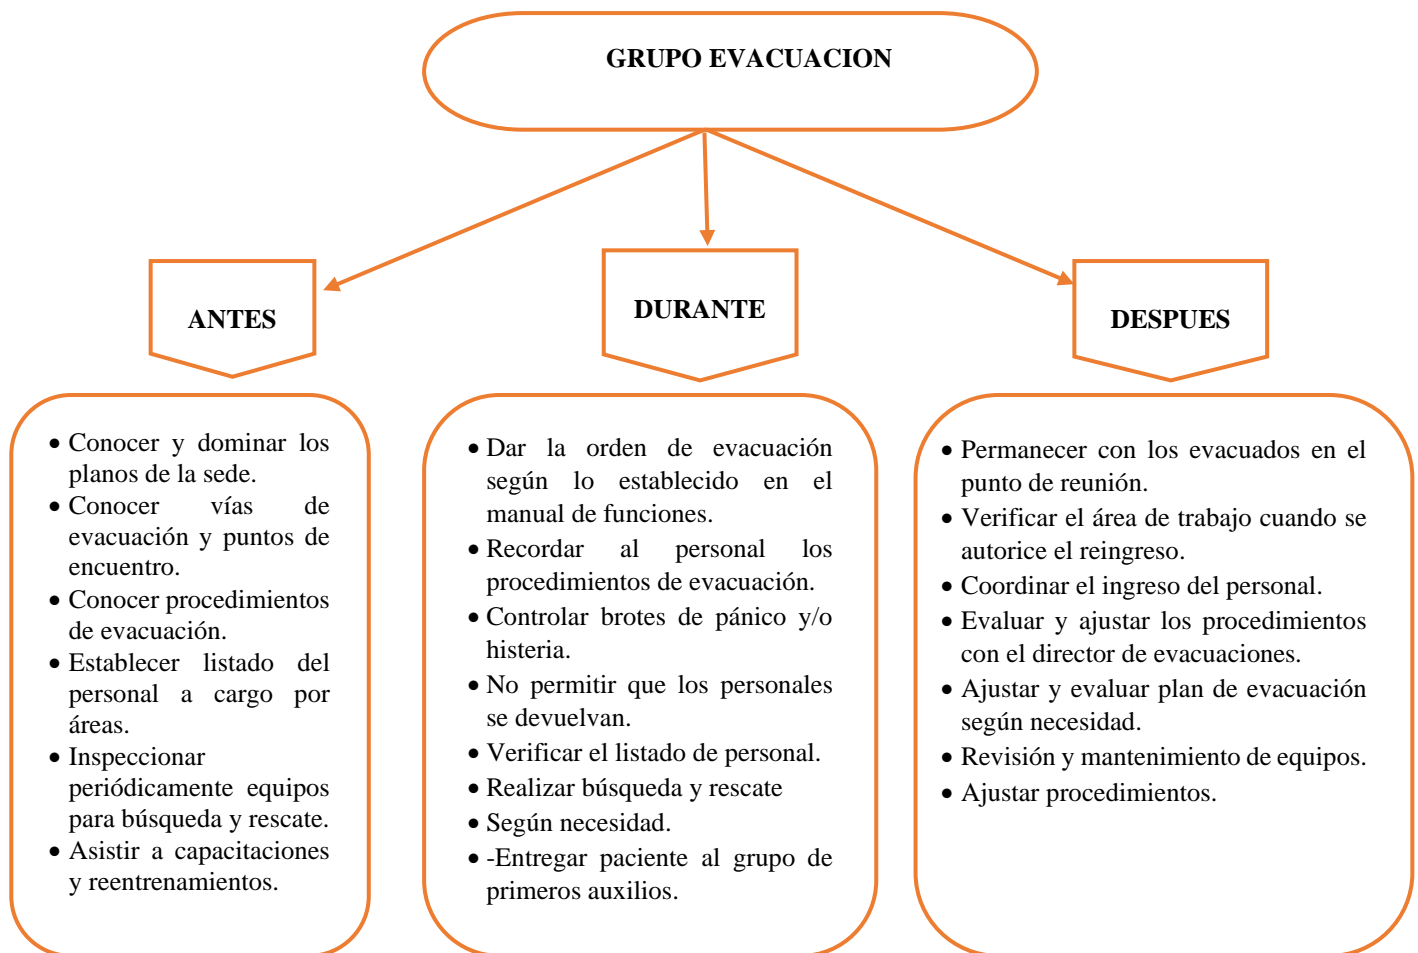 GRUPO EVACUACION
ANTES
• Conocer y dominar los
planos de la sede.
• Conocer vías de
evacuación y puntos de
encuentro.
• Conocer procedimientos
de evacuación.
• Establecer listado del
personal a cargo por
áreas.
• Inspeccionar
periódicamente equipos
para búsqueda y rescate.
• Asistir a capacitaciones
y reentrenamientos.
DURANTE
• Dar la orden de evacuación
según lo establecido en el
manual de funciones.
• Recordar al personal los
procedimientos de evacuación.
• Controlar brotes de pánico y/o
histeria.
• No permitir que los personales
se devuelvan.
• Verificar el listado de personal.
• Realizar búsqueda y rescate
• Según necesidad.
• -Entregar paciente al grupo de
primeros auxilios.
DESPUES
• Permanecer con los evacuados en el
punto de reunión.
• Verificar el área de trabajo cuando se
autorice el reingreso.
• Coordinar el ingreso del personal.
• Evaluar y ajustar los procedimientos
con el director de evacuaciones.
• Ajustar y evaluar plan de evacuación
según necesidad.
• Revisión y mantenimiento de equipos.
• Ajustar procedimientos.